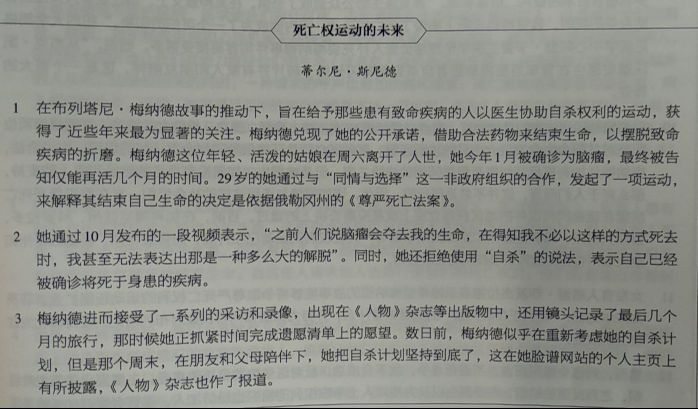 死亡权运动的未来
蒂尔尼·斯尼德
1 在布列塔尼·梅纳德故事的推动下，旨在给予那些患有致命疾病的人以医生协助自杀权利的运动，获
得了近些年来最为显著的关注。梅纳德兑现了她的公开承诺，借助合法药物来结束生命，以摆脱致命
疾病的折磨。梅纳德这位年轻、活泼的姑娘在周六离开了人世，她今年1月被确诊为脑瘤，最终被告
知仅能再活几个月的时间。29岁的她通过与“同情与选择”这一非政府组织的合作，发起了一项运动，
来解释其结束自己生命的决定是依据俄勒冈州的《尊严死亡法案》。
2 她通过10月发布的一段视频表示，“之前人们说脑瘤会夺去我的生命，在得知我不必以这样的方式死去
时，我甚至无法表达出那是一种多么大的解脱”。同时，她还拒绝使用“自杀”的说法，表示自己已经
被确诊将死于身患的疾病。
3 梅纳德进而接受了一系列的采访和录像，出现在《人物》杂志等出版物中，还用镜头记录了最后几个
月的旅行，那时候她正抓紧时间完成遗愿清单上的愿望。数日前，梅纳德似乎在重新考虑她的自杀计
划，但是那个周末，在朋友和父母陪伴下，她把自杀计划坚持到底了，这在她脸谱网站的个人主页上
有所披露，《人物》杂志也作了报道。